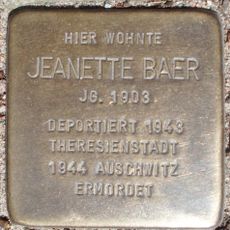 HIER WOHNTE
JEANETTE BAER
JG. 1903
DEPORTIERT 1943
THERESIENSTADT
1944 AUSCHWITZ
ERMORDET